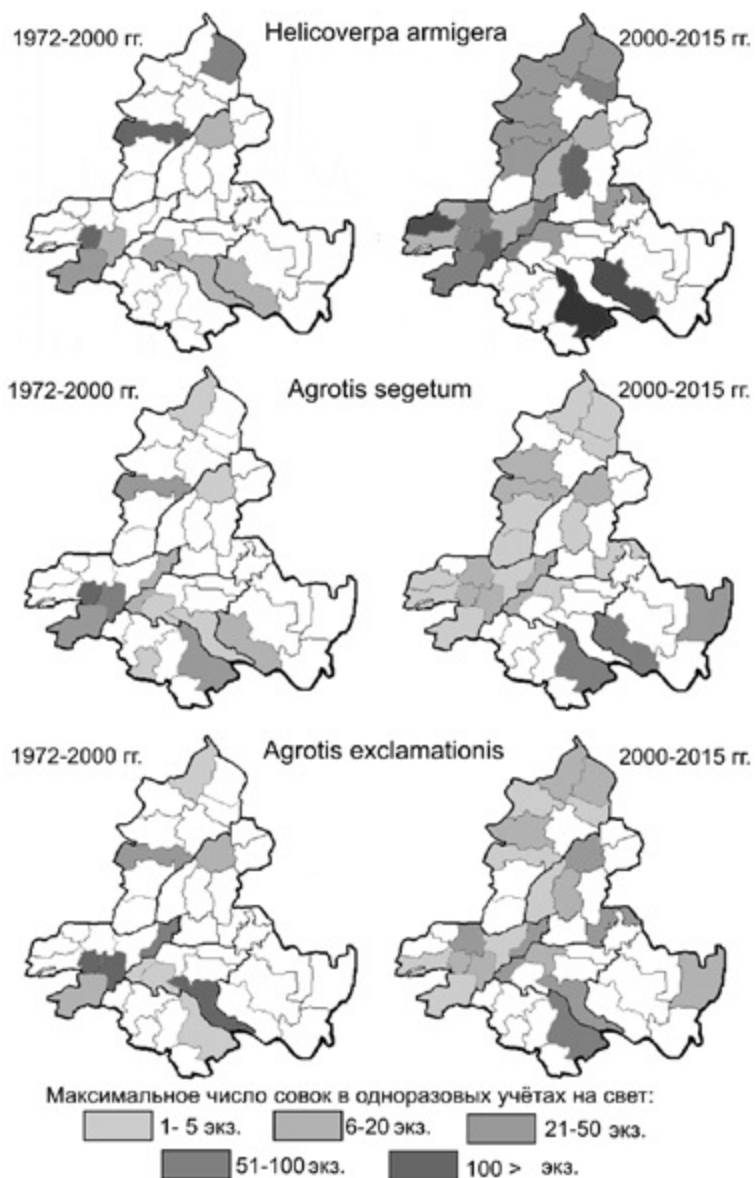 1972-2000 гг. Helicoverpa armigera 2000-2015 гг.
1972-2000 гг. Agrotis segetum 2000-2015 гг.
1972-2000 гг. Agrotis exclamationis 2000-2015 гг.
Максимальное число совок в одноразовых учётах на свет:
1- 5 экз. 6-20 экз. 21-50 экз.
51-100 экз. 100 > экз.